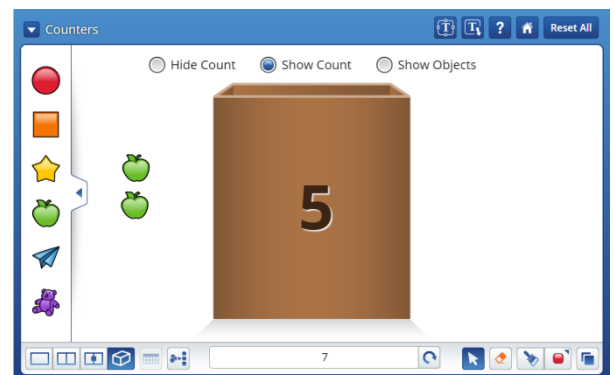 Counters
T
T
?
Reset All
Hide Count
Show Count
Show Objects
5
7